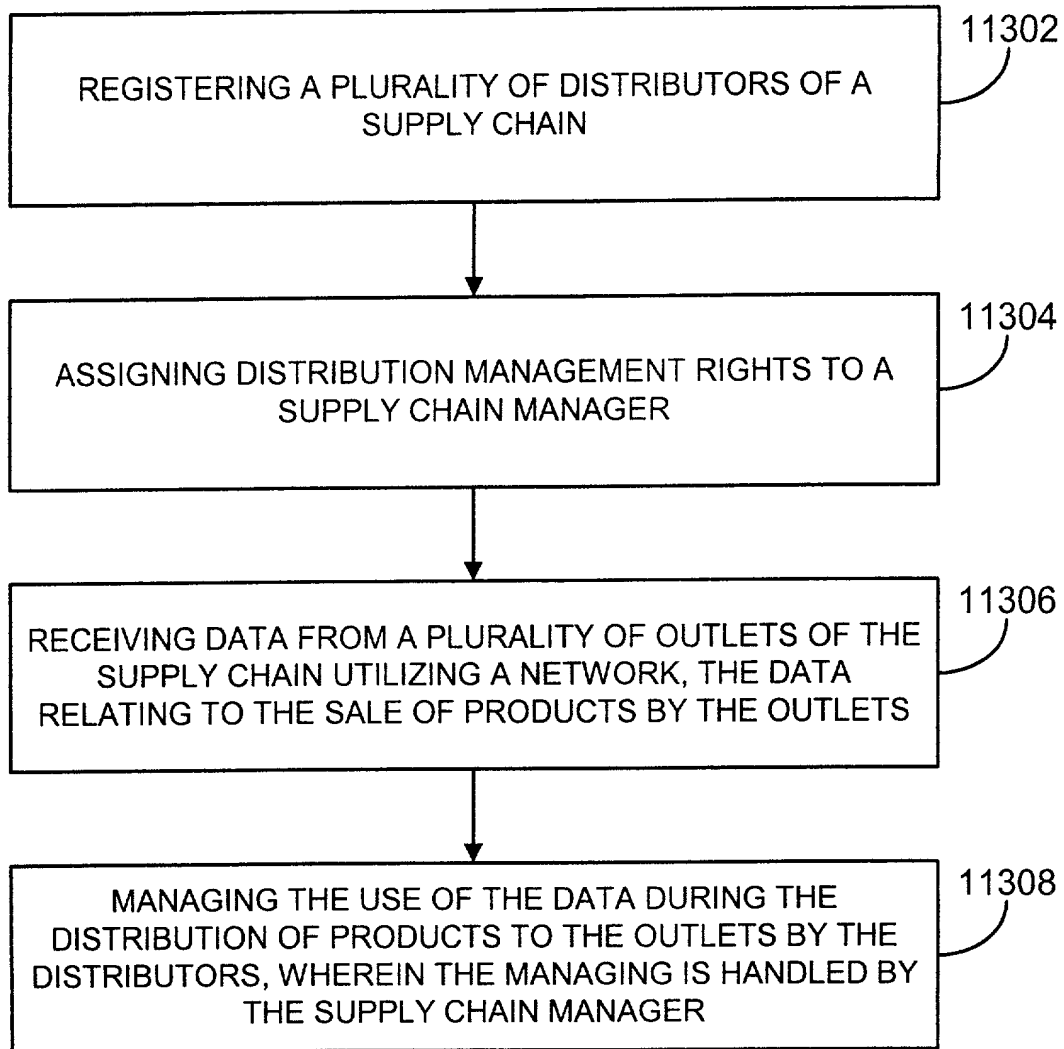 11302
REGISTERING A PLURALITY OF DISTRIBUTORS OF A
SUPPLY CHAIN
11304
ASSIGNING DISTRIBUTION MANAGEMENT RIGHTS TO A
SUPPLY CHAIN MANAGER
11306
RECEIVING DATA FROM A PLURALITY OF OUTLETS OF THE
SUPPLY CHAIN UTILIZING A NETWORK, THE DATA
RELATING TO THE SALE OF PRODUCTS BY THE OUTLETS
11308
MANAGING THE USE OF THE DATA DURING THE
DISTRIBUTION OF PRODUCTS TO THE OUTLETS BY THE
DISTRIBUTORS, WHEREIN THE MANAGING IS HANDLED BY
THE SUPPLY CHAIN MANAGER